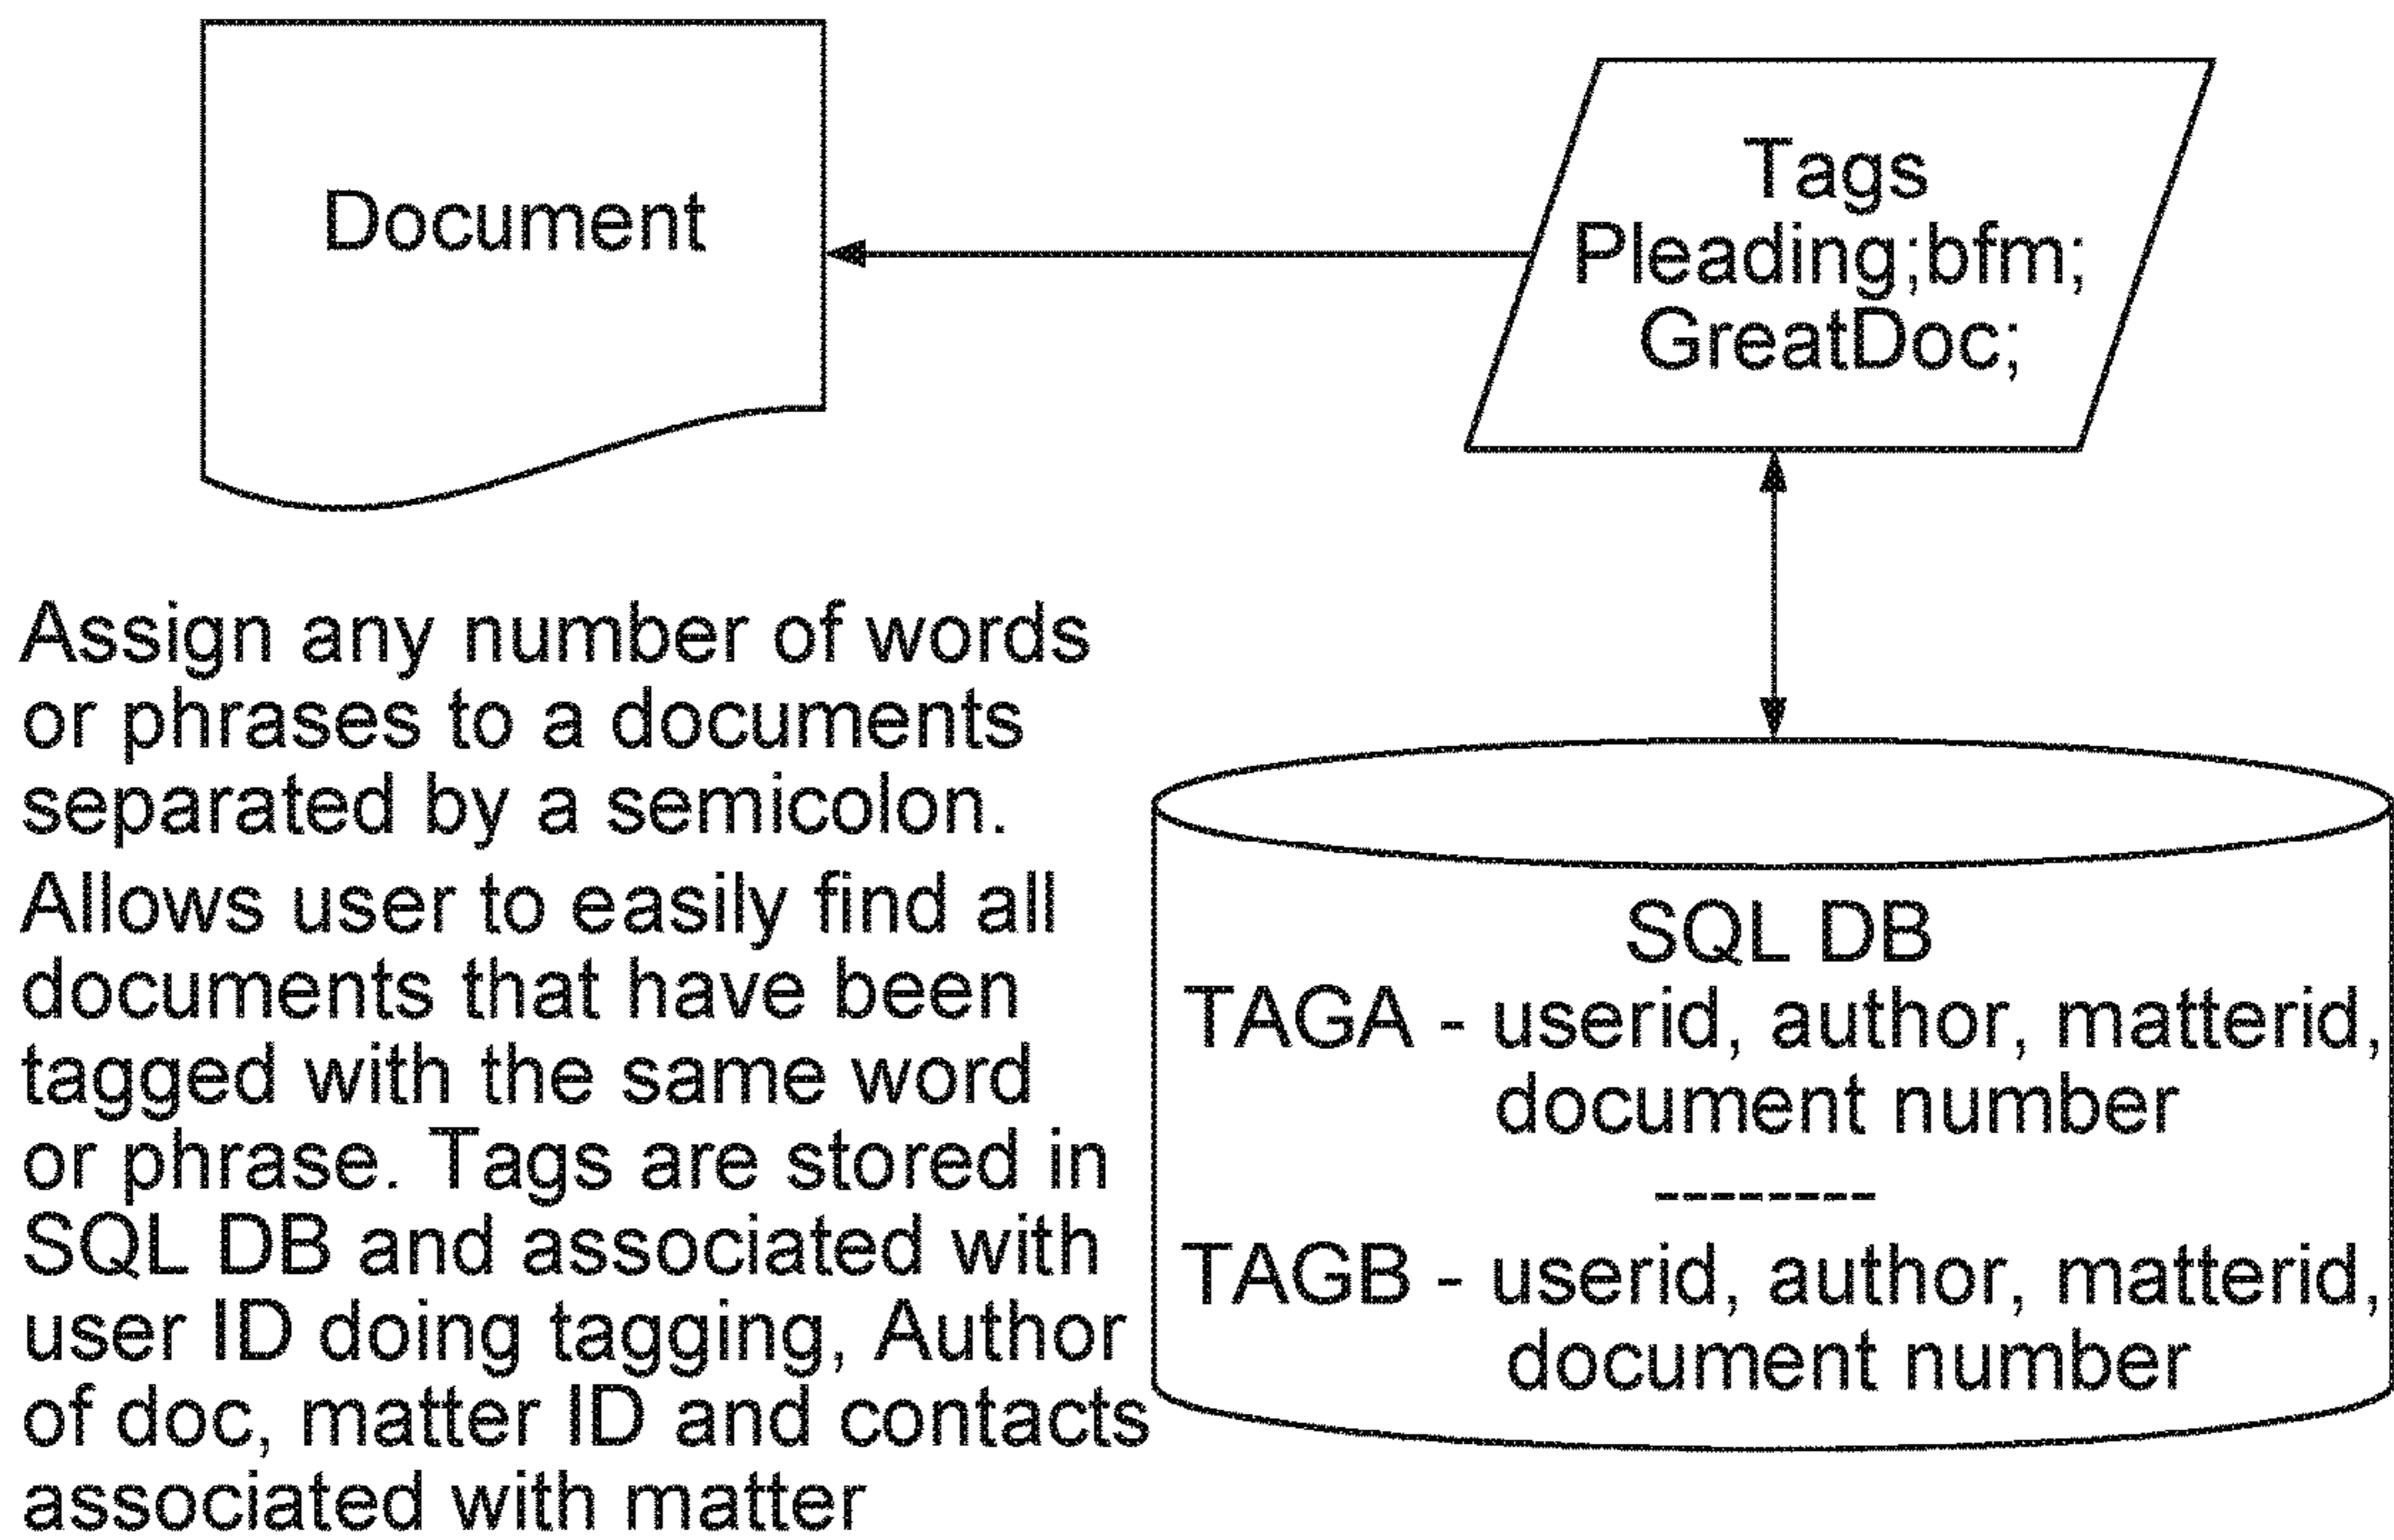 Document
Tags
Pleading;bfm;
GreatDoc;
Assign any number of words
or phrases to a documents
separated by a semicolon.
Allows user to easily find all
documents that have been
tagged with the same word
or phrase. Tags are stored in
SQL DB and associated with
user ID doing tagging, Author
of doc, matter ID and contacts
associated with matter
SQL DB
TAGA - userid, author, matterid,
document number
---------
TAGB - userid, author, matterid,
document number